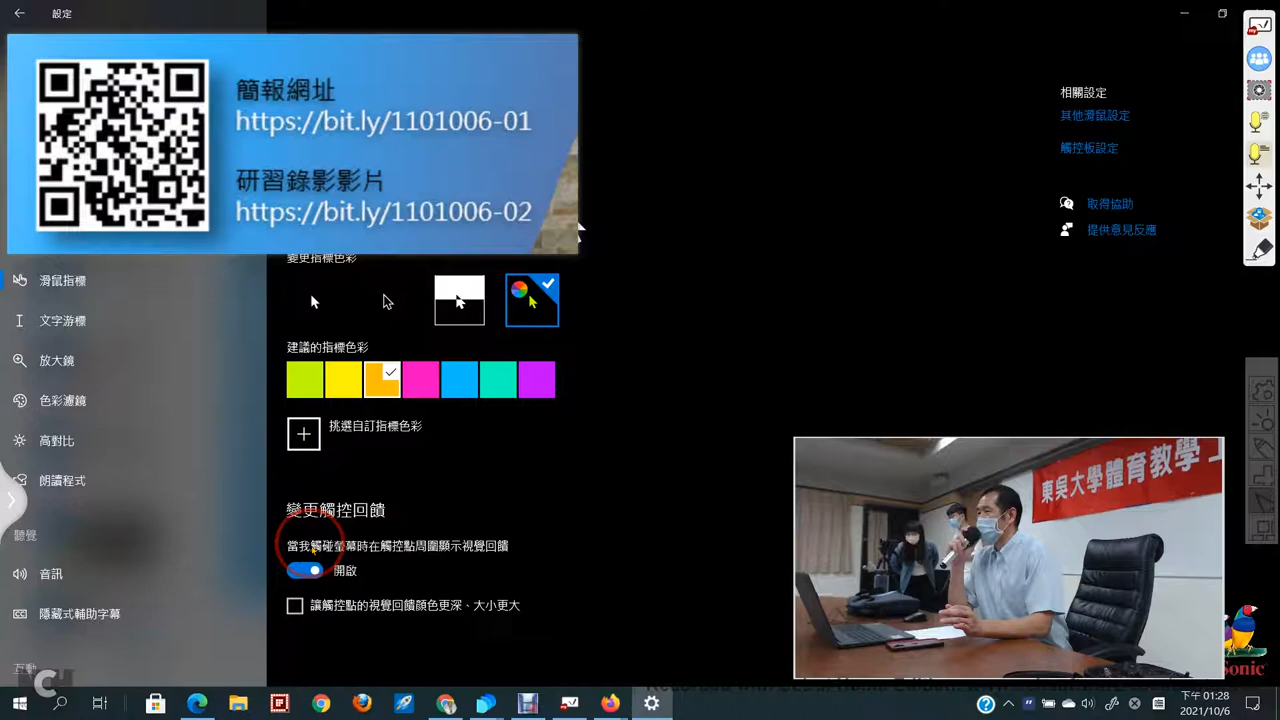 設定
簡報網址
https://bit.ly/1101006-01
研習錄影影片
https://bit.ly/1101006-02
滑鼠指標
文字游標
放大鏡
色彩濾鏡
高對比
朗讀程式
聽覺
音訊
隱藏式輔助字幕
互動
變更指標色彩
建議的指標色彩
挑選自訂指標色彩
變更觸控回饋
當我觸碰螢幕時在觸控點周圍顯示視覺回饋
開啟
讓觸控點的視覺回饋顏色更深、大小更大
相關設定
其他滑鼠設定
觸控板設定
取得協助
提供意見反應
東吳大學體育教學
下午 01:28
2021/10/6